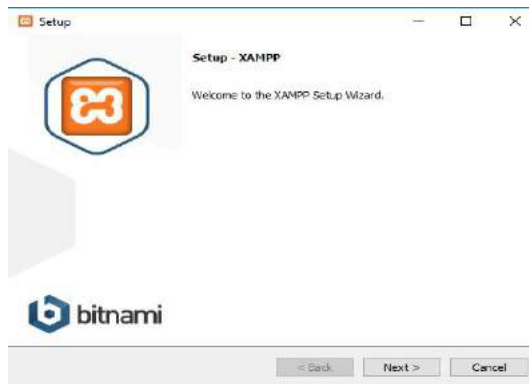 Setup
Setup - XAMPP
Welcome to the XAMPP Setup Wizard.
bitnami
< Back
Next >
Cancel